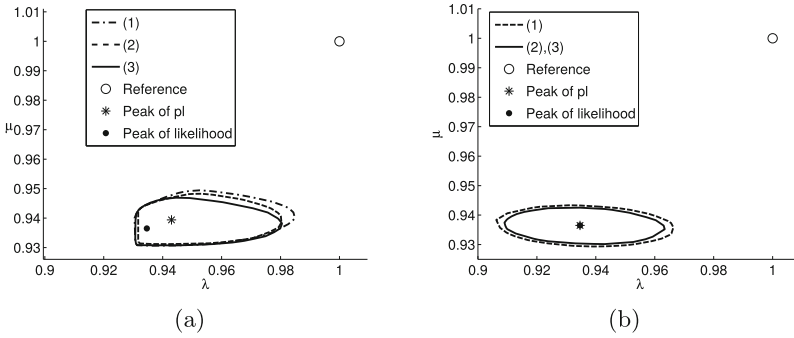 1.01
1
0.99
0.98
μ 0.97
0.96
0.95
0.94
0.93
0.9 0.92 0.94 0.96 0.98 1
λ
(1)
(2)
(3)
Reference
Peak of pl
Peak of likelihood
(a)
1.01
1
0.99
0.98
0.97
μ
0.96
0.95
0.94
0.93
0.9 0.92 0.94 0.96 0.98 1
λ
(1)
(2),(3)
Reference
Peak of pl
Peak of likelihood
(b)